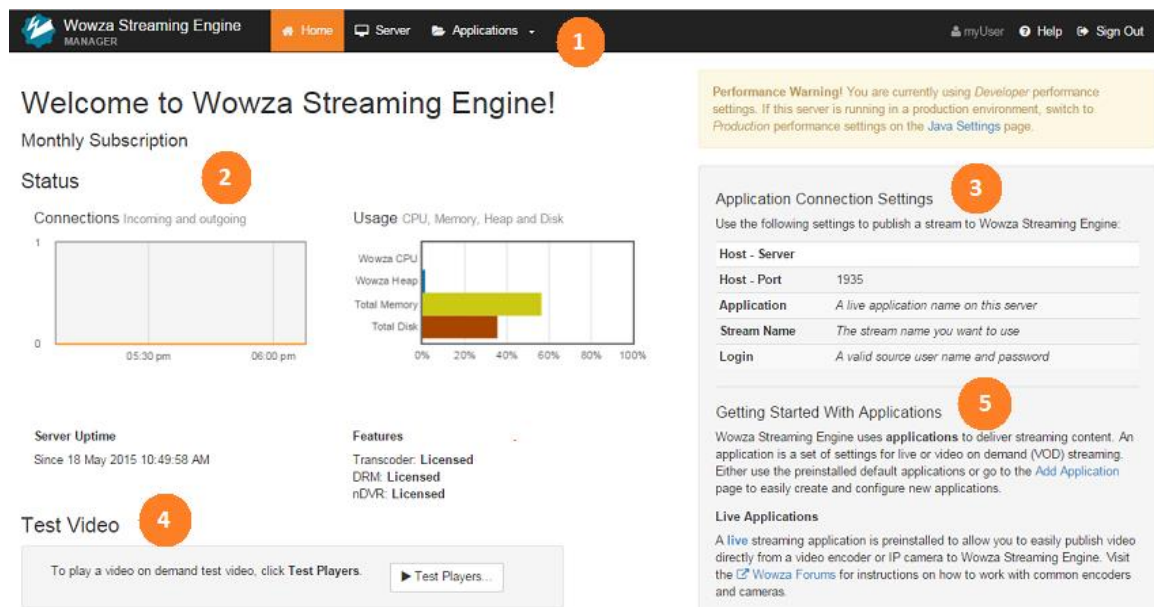 Wowza Streaming Engine
MANAGER
Home
Server
Applications
1
myUser
Help
Sign Out
Welcome to Wowza Streaming Engine!
Monthly Subscription
Status
2
Connections Incoming and outgoing
1
0
05:30 pm
06:00 pm
Usage CPU, Memory, Heap and Disk
Wowza CPU
Wowza Heap
Total Memory
Total Disk
0% 20% 40% 60% 80% 100%
Server Uptime
Since 18 May 2015 10:49:58 AM
Features
Transcoder: Licensed
DRM: Licensed
nDVR: Licensed
Test Video
4
To play a video on demand test video, click Test Players.
Test Players...
Performance Warning! You are currently using Developer performance
settings. If this server is running in a production environment, switch to
Production performance settings on the Java Settings page.
3
Application Connection Settings
Use the following settings to publish a stream to Wowza Streaming Engine:
Host - Server
Host - Port 1935
Application A live application name on this server
Stream Name The stream name you want to use
Login A valid source user name and password
5
Getting Started With Applications
Wowza Streaming Engine uses applications to deliver streaming content. An
application is a set of settings for live or video on demand (VOD) streaming.
Either use the preinstalled default applications or go to the Add Application
page to easily create and configure new applications.
Live Applications
A live streaming application is preinstalled to allow you to easily publish video
directly from a video encoder or IP camera to Wowza Streaming Engine. Visit
the Wowza Forums for instructions on how to work with common encoders
and cameras.